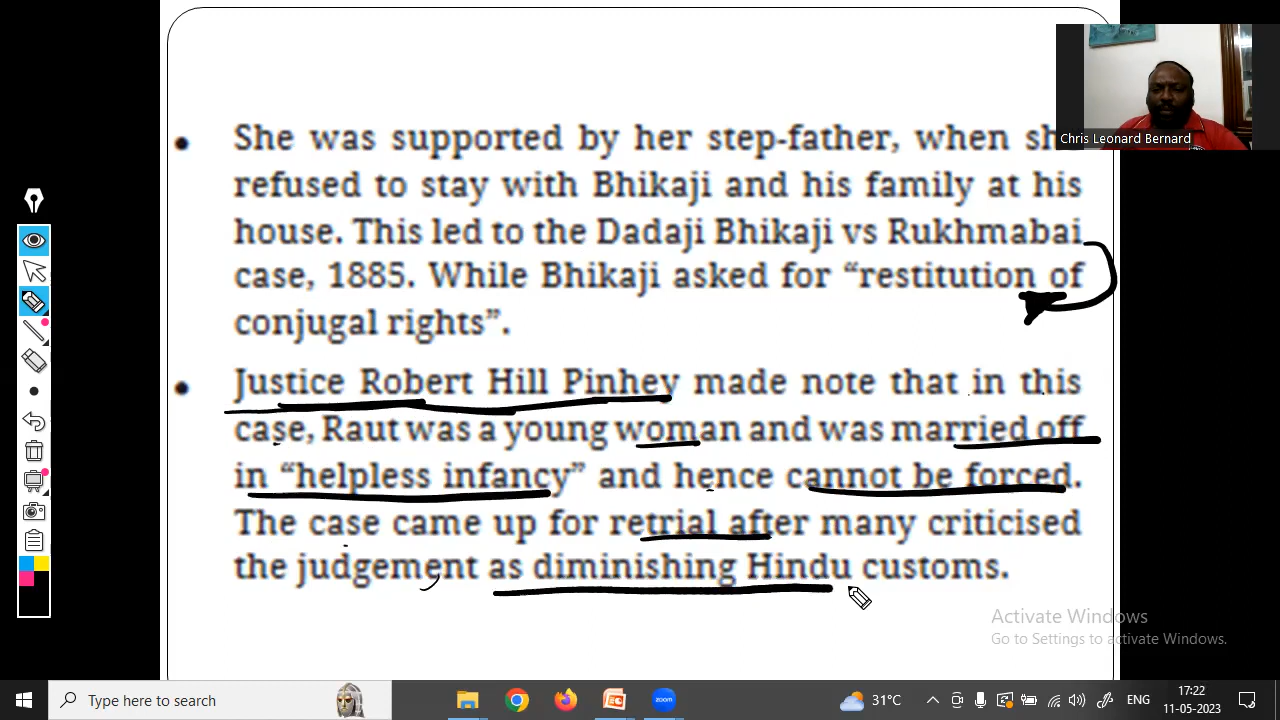 She was supported by her step-father, when sh
refused to stay with Bhikaji and his family at his
house. This led to the Dadaji Bhikaji vs Rukhmabai
case, 1885. While Bhikaji asked for “restitution of
conjugal rights”.
Justice Robert Hill Pinhey made note that in this
case, Raut was a young woman and was married off
in “helpless infancy” and hence cannot be forced.
The case came up for retrial after many criticised
the judgement as diminishing Hindu customs.
Chris Leonard Bernard
Activate Windows
Go to Settings to activate Windows.
Type here to search
zoom
31°C
ENG
17:22
11-05-2023